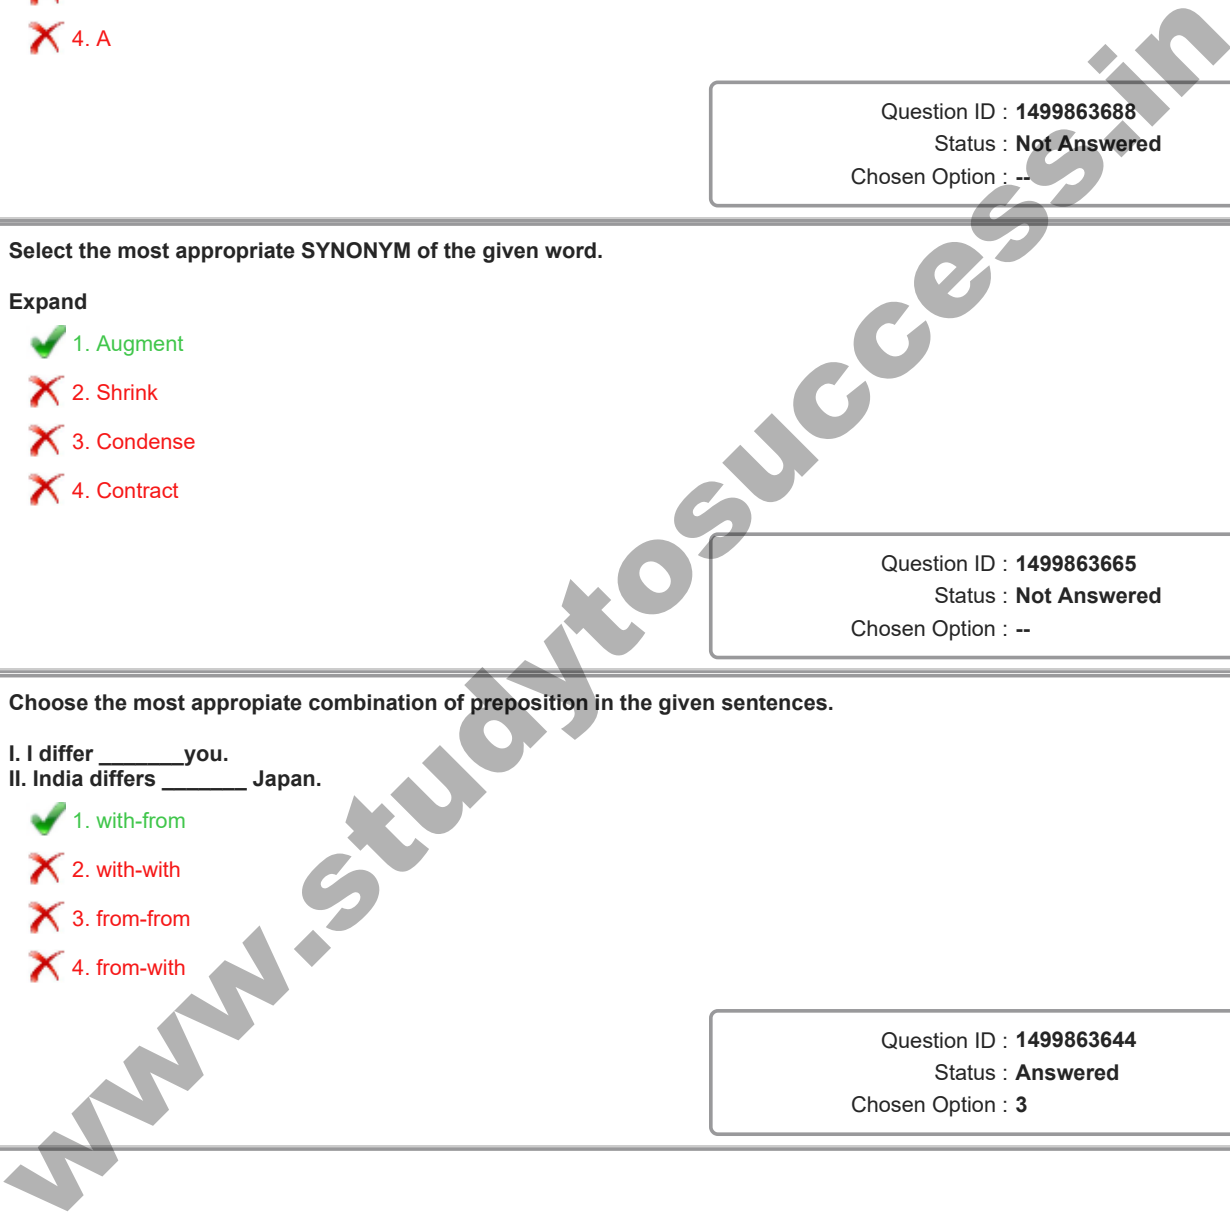 4. A
Question ID : 1499863688
Status : Not Answered
Chosen Option : --
Select the most appropriate SYNONYM of the given word.
Expand
1. Augment
2. Shrink
3. Condense
4. Contract
Question ID : 1499863665
Status : Not Answered
Chosen Option : --
Choose the most appropiate combination of preposition in the given sentences.
I. I differ _______you.
II. India differs _______ Japan.
1. with-from
2. with-with
3. from-from
4. from-with
Question ID : 1499863644
Status : Answered
Chosen Option : 3
www.studytosuccess.in